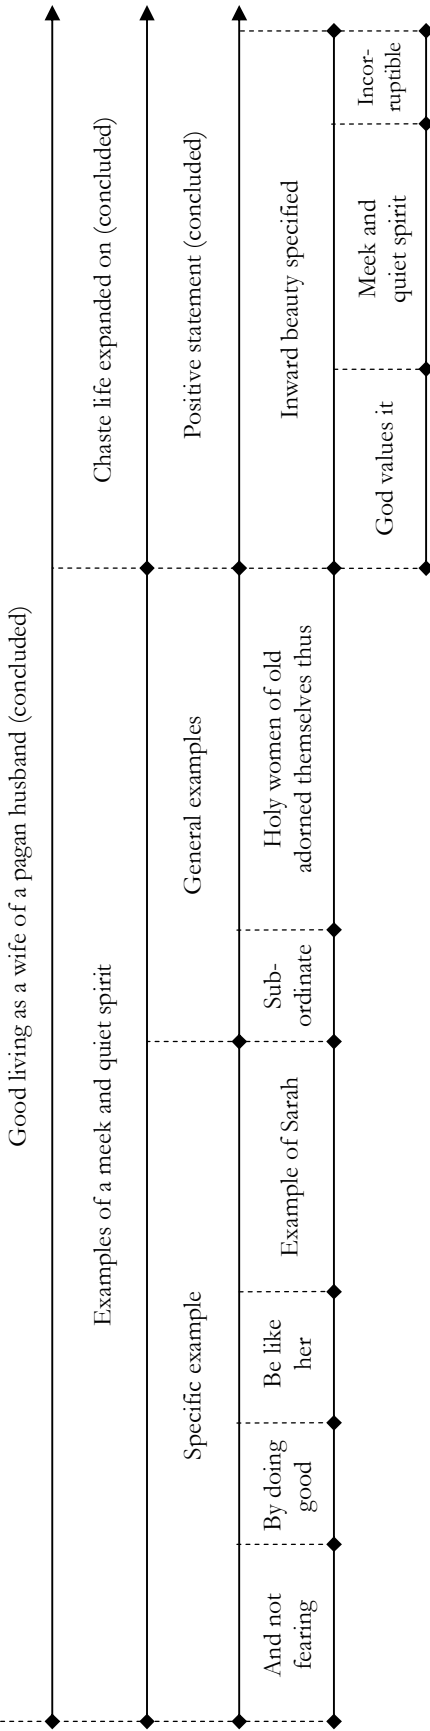 Good living as a wife of a pagan husband (concluded)
Examples of a meek and quiet spirit
Chaste life expanded on (concluded)
Specific example
General examples
Positive statement (concluded)
And not
fearing
By doing
good
Be like
her
Example of Sarah
Sub-
ordinate
Holy women of old
adorned themselves thus
Inward beauty specified
God values it
Meek and
quiet spirit
Incor-
ruptible